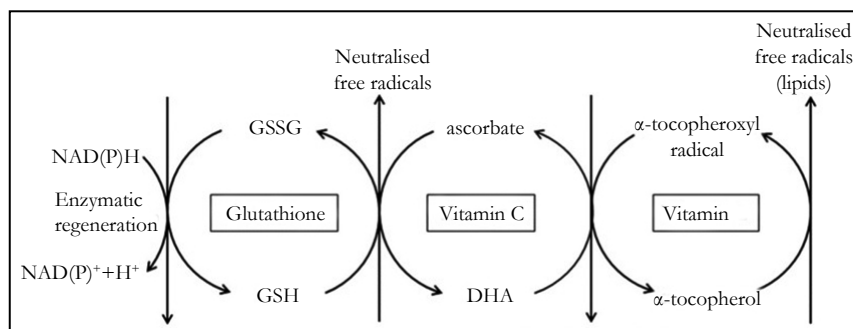 Neutralised
free radicals
Neutralised
free radicals
(lipids)
GSSG
ascorbate
α-tocopheroxyl
radical
NAD(P)H
Enzymatic
regeneration
Glutathione
Vitamin C
Vitamin
NAD(P)⁺+H⁺
GSH
DHA
α-tocopherol